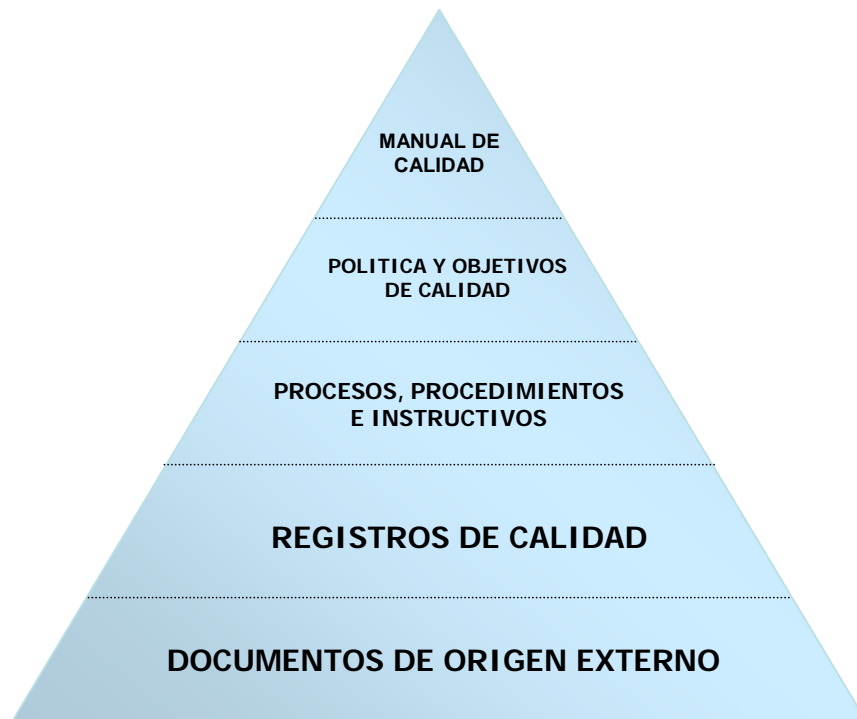 MANUAL DE
CALIDAD
POLITICA Y OBJETIVOS
DE CALIDAD
PROCESOS, PROCEDIMIENTOS
E INSTRUCTIVOS
REGISTROS DE CALIDAD
DOCUMENTOS DE ORIGEN EXTERNO